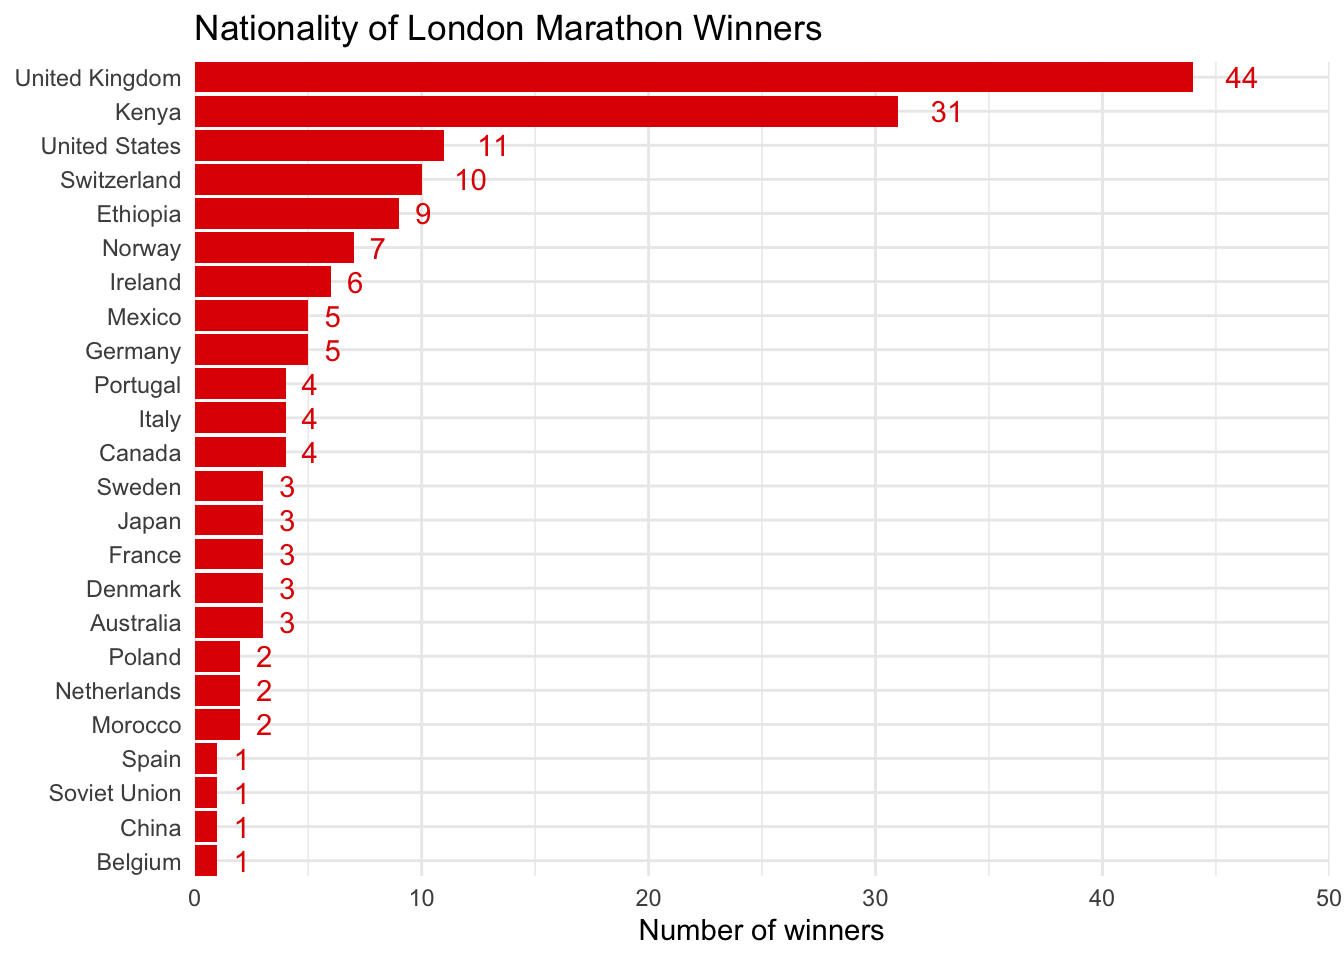 Nationality of London Marathon Winners
United Kingdom 44
Kenya 31
United States 11
Switzerland 10
Ethiopia 9
Norway 7
Ireland 6
Mexico 5
Germany 5
Portugal 4
Italy 4
Canada 4
Sweden 3
Japan 3
France 3
Denmark 3
Australia 3
Poland 2
Netherlands 2
Morocco 2
Spain 1
Soviet Union 1
China 1
Belgium 1
0 10 20 30 40 50
Number of winners